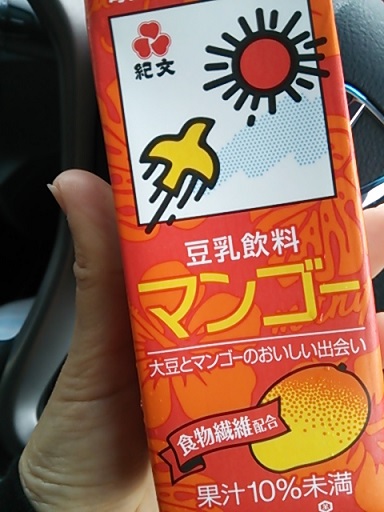 紀文
豆乳飲料
マンゴー
大豆とマンゴーのおいしい出会い
食物繊維配合
果汁10%未満